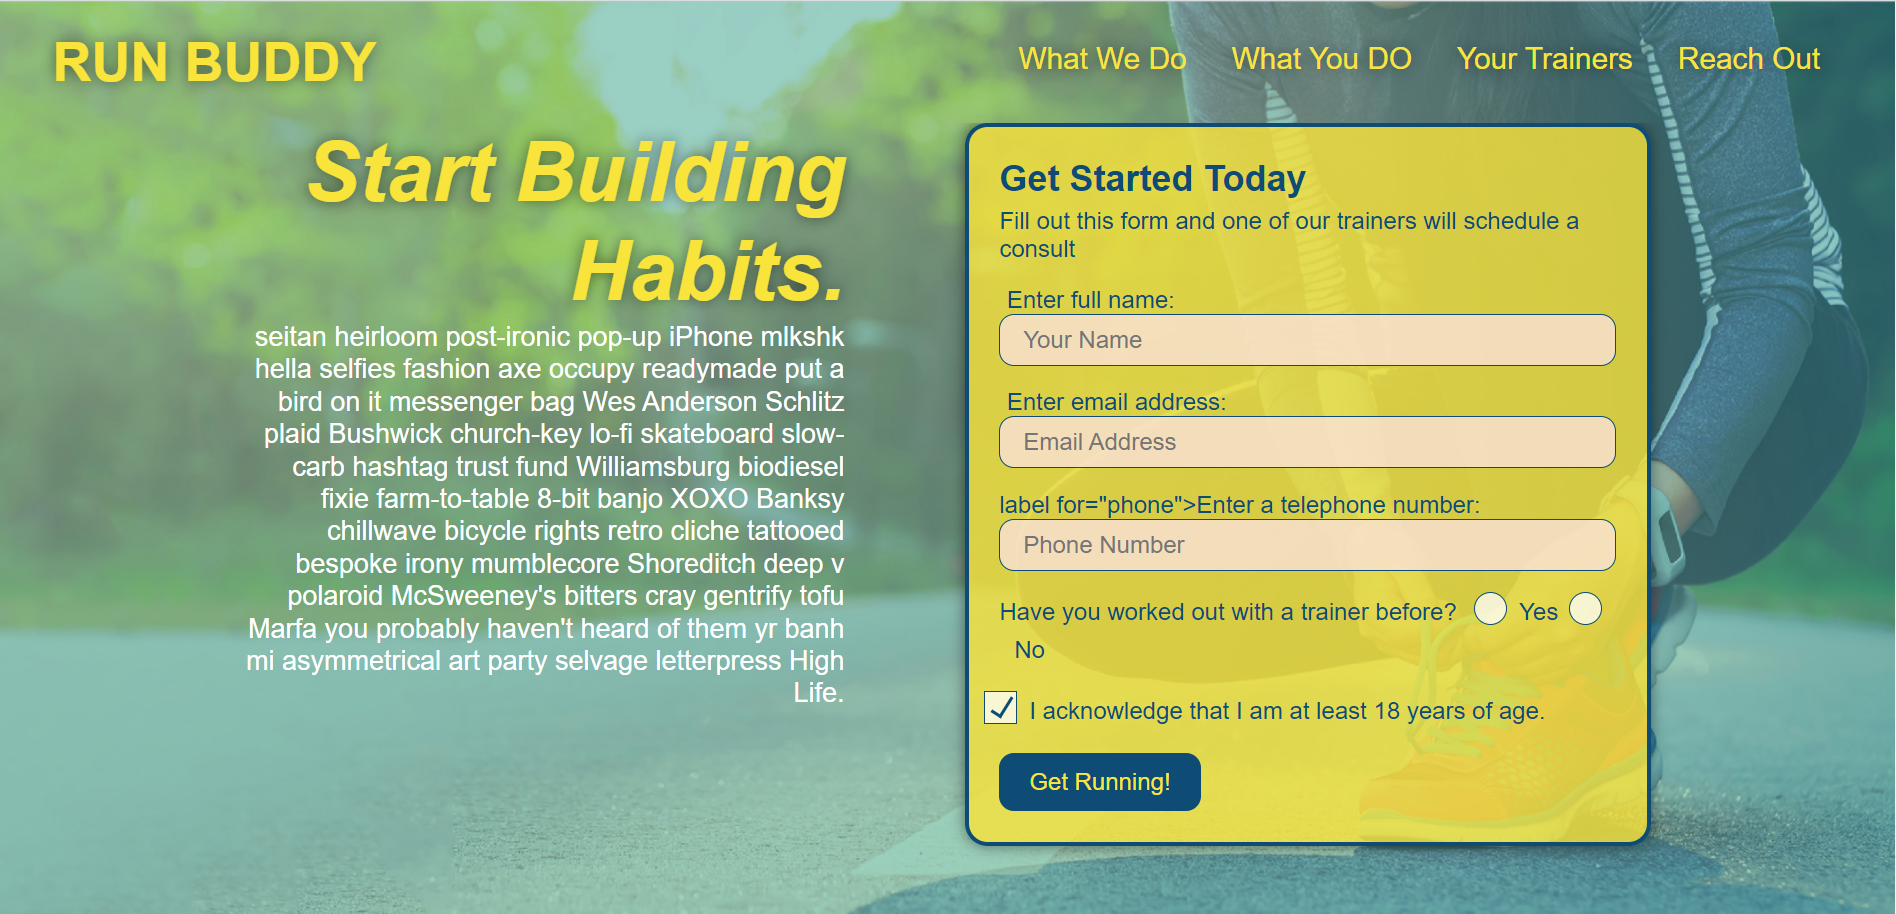 RUN BUDDY
What We Do
What You DO
Your Trainers
Reach Out
Start Building
Habits.
seitan heirloom post-ironic pop-up iPhone mlkshk
hella selfies fashion axe occupy readymade put a
bird on it messenger bag Wes Anderson Schlitz
plaid Bushwick church-key lo-fi skateboard slow-
carb hashtag trust fund Williamsburg biodiesel
fixie farm-to-table 8-bit banjo XOXO Banksy
chillwave bicycle rights retro cliche tattooed
bespoke irony mumblecore Shoreditch deep v
polaroid McSweeney's bitters cray gentrify tofu
Marfa you probably haven't heard of them yr banh
mi asymmetrical art party selvage letterpress High
Life.
Get Started Today
Fill out this form and one of our trainers will schedule a
consult
Enter full name:
Your Name
Enter email address:
Email Address
label for="phone">Enter a telephone number:
Phone Number
Have you worked out with a trainer before? Yes
No
I acknowledge that I am at least 18 years of age.
Get Running!